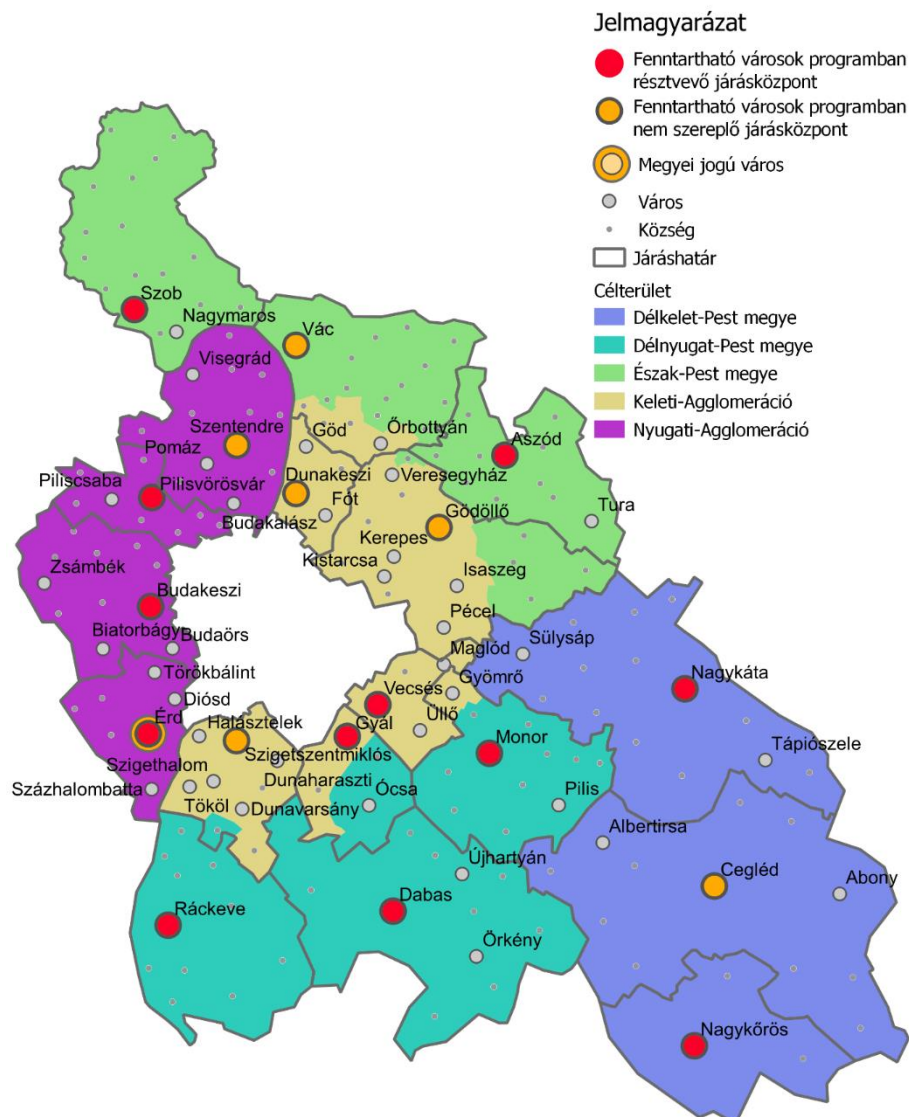 Jelmagyarázat
Fenntartható városok programban
résztvevő járásközpont
Fenntartható városok programban
nem szereplő járásközpont
Megyei jogú város
Város
Község
Járáshatár
Célterület
Délkelet-Pest megye
Délnyugat-Pest megye
Észak-Pest megye
Keleti-Agglomeráció
Nyugati-Agglomeráció
Szob
Nagymaros
Vác
Visegrád
Szentendre
Göd
Őrbottyán
Aszód
Pomáz
Piliscsaba
Pilisvörösvár
Dunakeszi
Veresegyház
Fót
Budakalász
Gödöllő
Tura
Kerepes
Kistarcsa
Zsámbék
Isaszeg
Budakeszi
Pécel
Biatorbágy
Budaörs
Maglód
Sülysáp
Törökbálint
Gyömrő
Nagykáta
Diósd
Vecsés
Érd
Halásztelek
Gyál
Üllő
Szigetszentmiklós
Monor
Szigethalom
Dunaharaszti
Tápiószele
Százhalombatta
Tököl
Dunavarsány
Ócsa
Pilis
Albertirsa
Újhartyán
Cegléd
Abony
Ráckeve
Dabas
Örkény
Nagykőrös